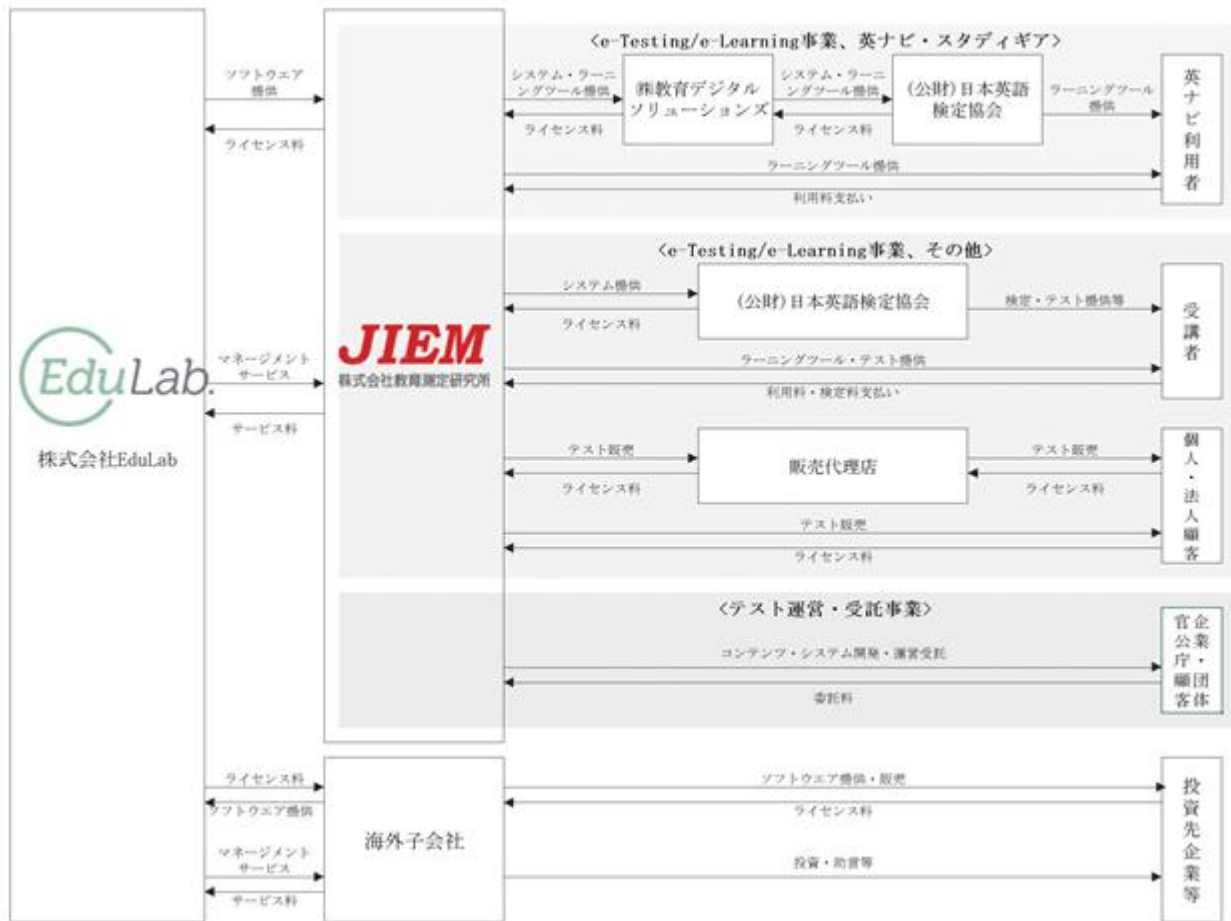 <e-Testing/e-Learning事業、英ナビ・スタディギア>
ソフトウエア
提供
ライセンス料
システム・ラーニ
ングツール提供
ライセンス料
㈱教育デジタル
ソリューションズ
システム・ラーニ
ングツール提供
ライセンス料
(公財)日本英語
検定協会
ラーニングツール
提供
英ナビ利用者
ラーニングツール提供
利用料支払い
<e-Testing/e-Learning事業、その他>
システム提供
ライセンス料
(公財)日本英語検定協会
検定・テスト提供等
受講者
ラーニングツール・テスト提供
利用料・検定料支払い
EduLab.
株式会社EduLab
マネージメント
サービス
サービス料
JIEM
株式会社教育測定研究所
テスト販売
ライセンス料
販売代理店
テスト販売
ライセンス料
個人・法人顧客
テスト販売
ライセンス料
<テスト運営・受託事業>
コンテンツ・システム開発・運営受託
委託料
企業・団体
官公庁顧客
ライセンス料
ソフトウエア提供
マネージメント
サービス
サービス料
海外子会社
ソフトウエア提供・販売
ライセンス料
投資・助言等
投資先企業等